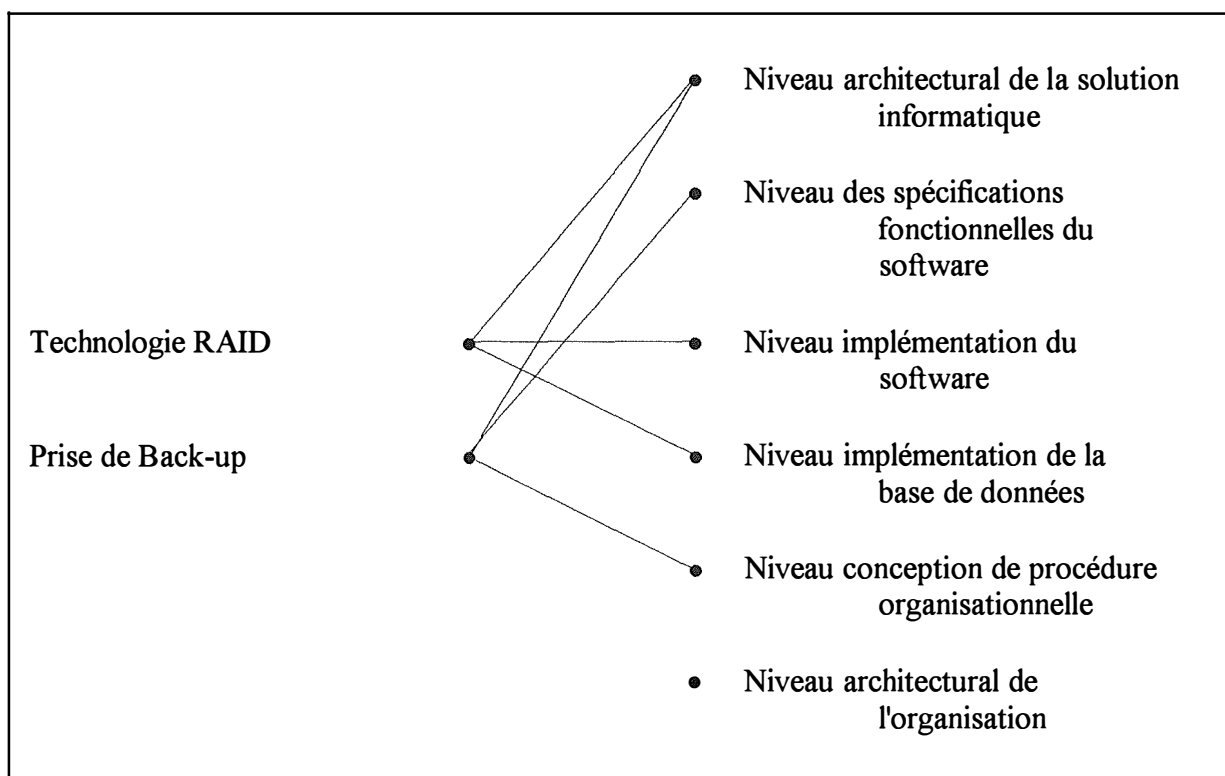 Niveau architectural de la solution
informatique
Niveau des spécifications
fonctionnelles du
software
Technologie RAID
Niveau implémentation du
software
Prise de Back-up
Niveau implémentation de la
base de données
Niveau conception de procédure
organisationnelle
Niveau architectural de
l'organisation